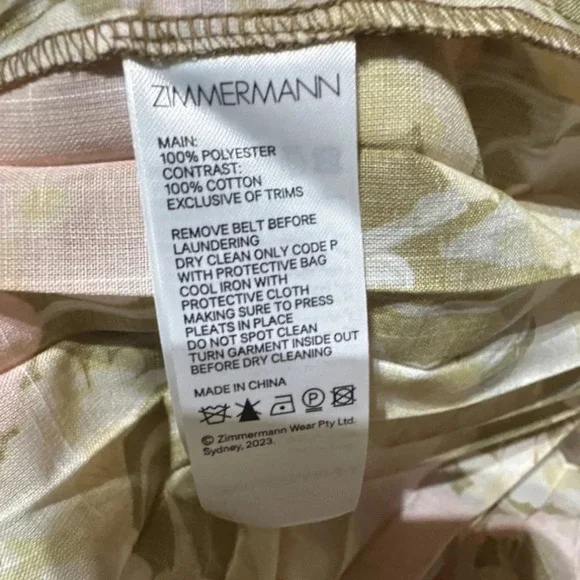 ZIMMERMANN
MAIN:
100% POLYESTER
CONTRAST:
100% COTTON
EXCLUSIVE OF TRIMS
REMOVE BELT BEFORE
LAUNDERING
DRY CLEAN ONLY CODE P
WITH PROTECTIVE BAG
COOL IRON WITH
PROTECTIVE CLOTH
MAKING SURE TO PRESS
PLEATS IN PLACE
DO NOT SPOT CLEAN
TURN GARMENT INSIDE OUT
BEFORE DRY CLEANING
MADE IN CHINA
P
© Zimmermann Wear Pty Ltd.
Sydney, 2023.